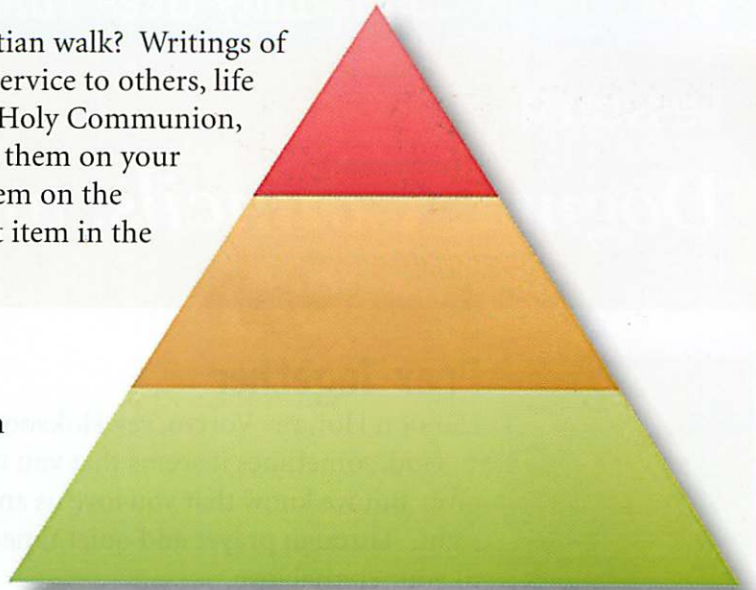 tian walk? Writings of
ervice to others, life
Holy Communion,
them on your
em on the
t item in the